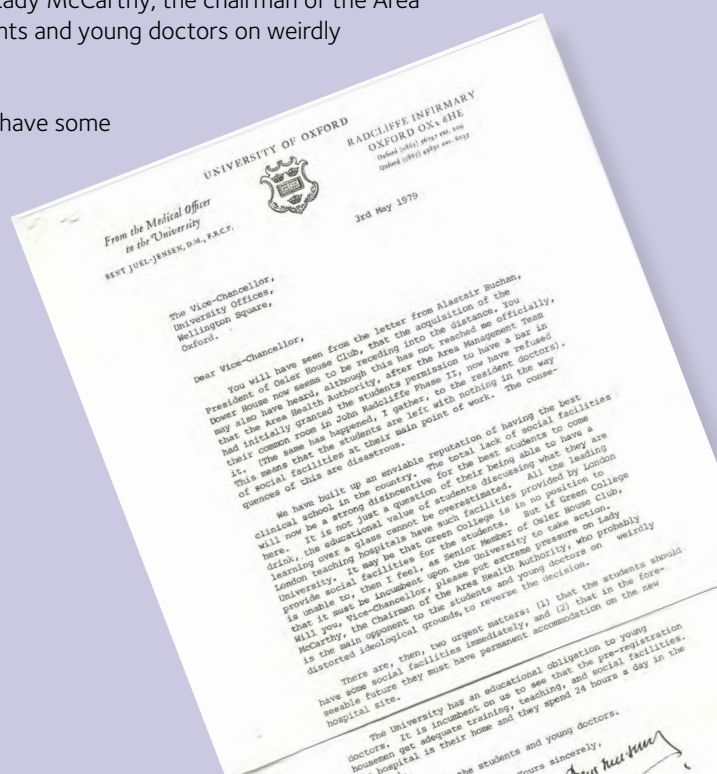 Lady McCarthy, the chairman of the Area
nts and young doctors on weirdly
have some
UNIVERSITY OF OXFORD
From the Medical Officer
to the University
BENT JUEL-JENSEN, D.M., F.R.C.P.
RADCLIFFE INFIRMARY
OXFORD OX2 6HE
3rd May 1979
The Vice-Chancellor,
University Offices,
Wellington Square,
Oxford.
Dear Vice-Chancellor,
You will have seen from the letter from Alastair Buchan,
President of Osler House Club, that the acquisition of the
Dower House now seems to be receding into the distance. You
may also have heard, although this has not reached me officially,
that the Area Health Authority, after the Area Management Team
had initially granted the students permission to have a bar in
their common room in John Radcliffe Phase II, now have refused
it. (The same has happened, I gather, to the resident doctors).
This means that the students are left with nothing in the way
of social facilities at their main point of work. The conse-
quences of this are disastrous.
We have built up an enviable reputation of having the best
clinical school in the country. The total lack of social facilities
will now be a strong disincentive for the best students to come
here. It is not just a question of their being able to have a
drink, the educational value of students discussing what they are
learning over a glass cannot be overestimated. All the leading
London teaching hospitals have such facilities provided by London
University. It may be that Green College is in no position to
provide social facilities for the students. But if Green College
is unable to, then I feel, as Senior Member of Osler House Club,
that it must be incumbent upon the University to take action.
Will you, Vice-Chancellor, please put extreme pressure on Lady
McCarthy, the Chairman of the Area Health Authority, who probably
is the main opponent to the students and young doctors on weirdly
distorted ideological grounds, to reverse the decision.
There are, then, two urgent matters: (1) that the students should
have some social facilities immediately, and (2) that in the fore-
seeable future they must have permanent accommodation on the new
hospital site.
The University has an educational obligation to young
doctors. It is incumbent on us to see that the pre-registration
housemen get adequate training, teaching, and social facilities.
hospital is their home and they spend 24 hours a day in the
the students and young doctors.
Yours sincerely,